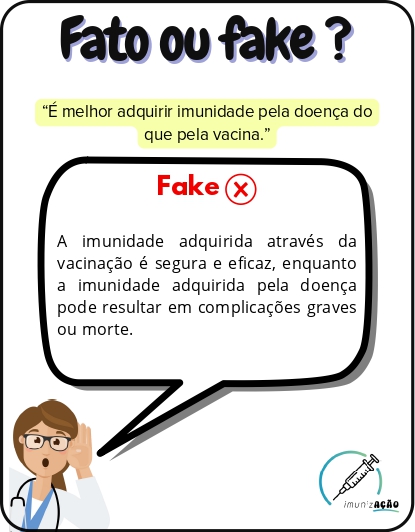 Fato ou fake ?
“É melhor adquirir imunidade pela doença do
que pela vacina.”
Fake
A imunidade adquirida através da
vacinação é segura e eficaz, enquanto
a imunidade adquirida pela doença
pode resultar em complicações graves
ou morte.
imunizAÇÃO